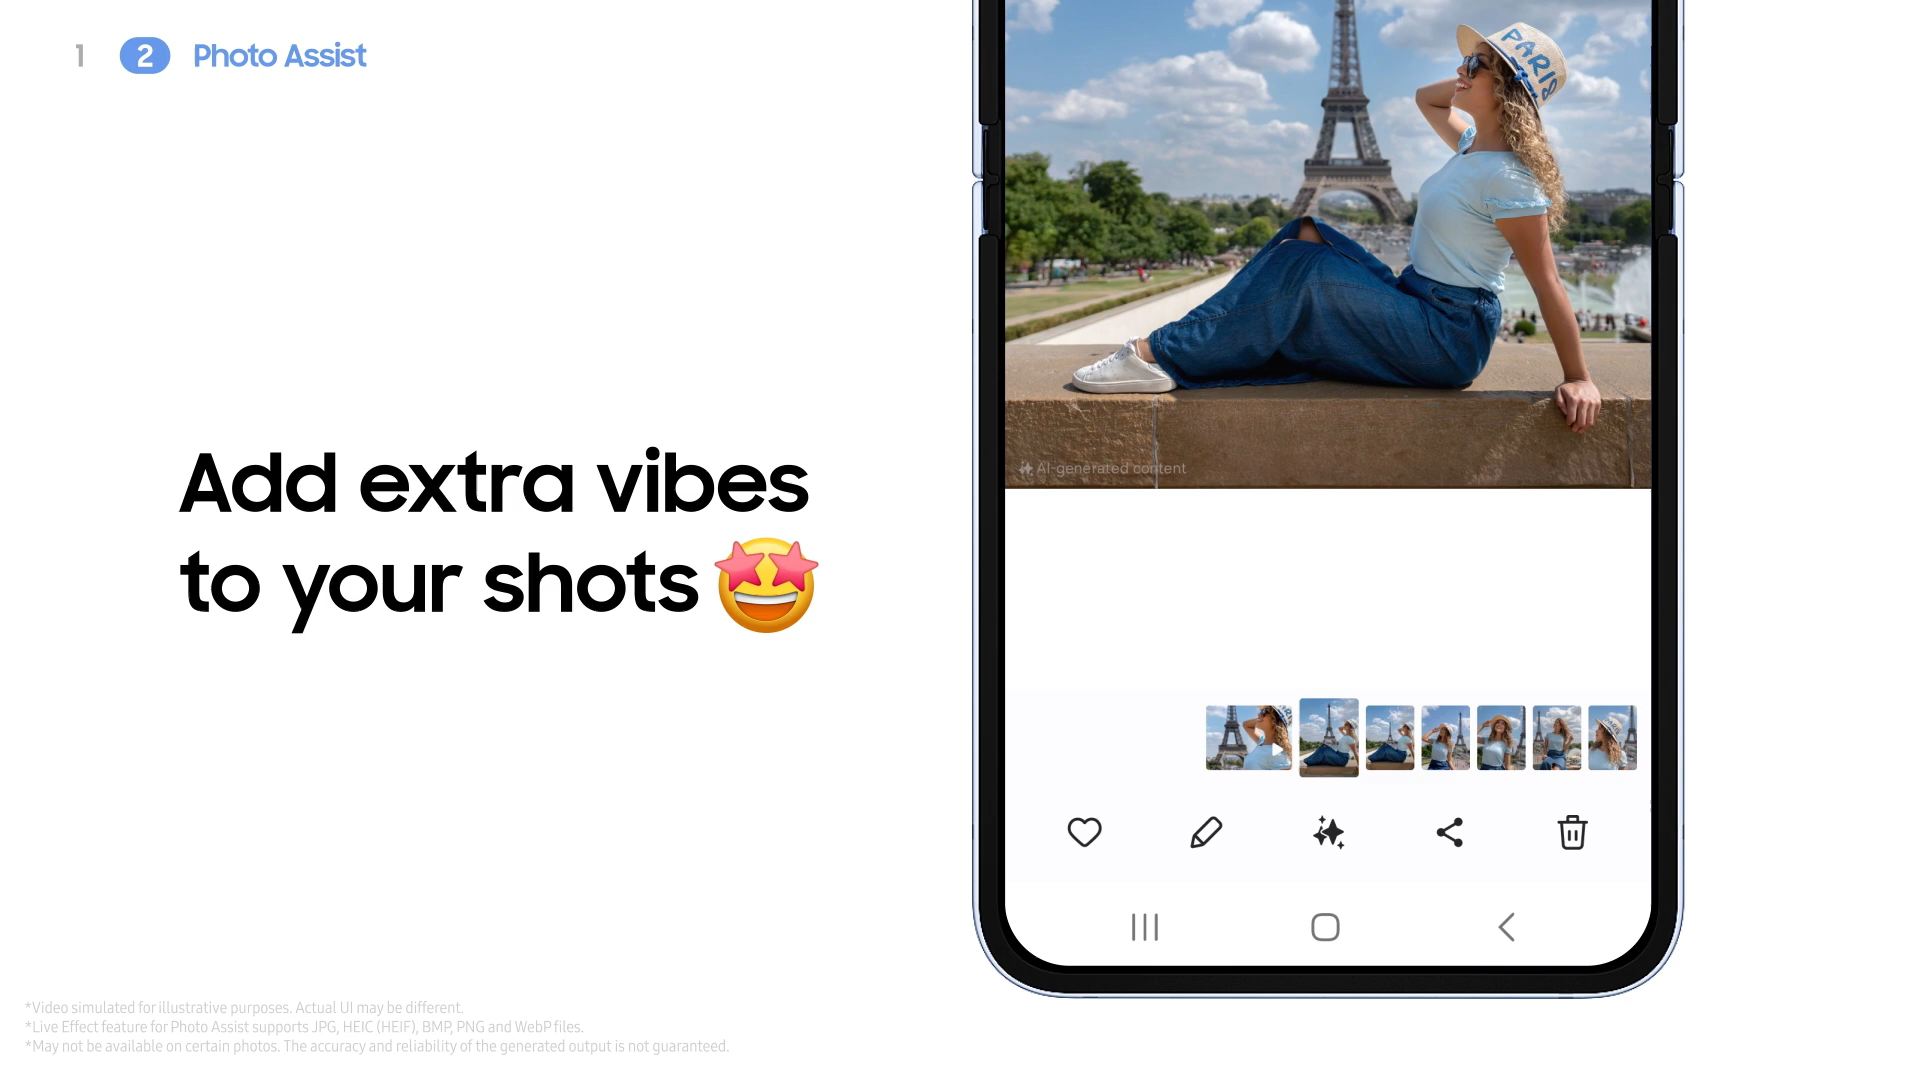 1 2 Photo Assist
PARIS
AI-generated content
Add extra vibes
to your shots 🤩
*Video simulated for illustrative purposes. Actual UI may be different.
*Live Effect feature for Photo Assist supports JPG, HEIC (HEIF), BMP, PNG and WebP files.
*May not be available on certain photos. The accuracy and reliability of the generated output is not guaranteed.